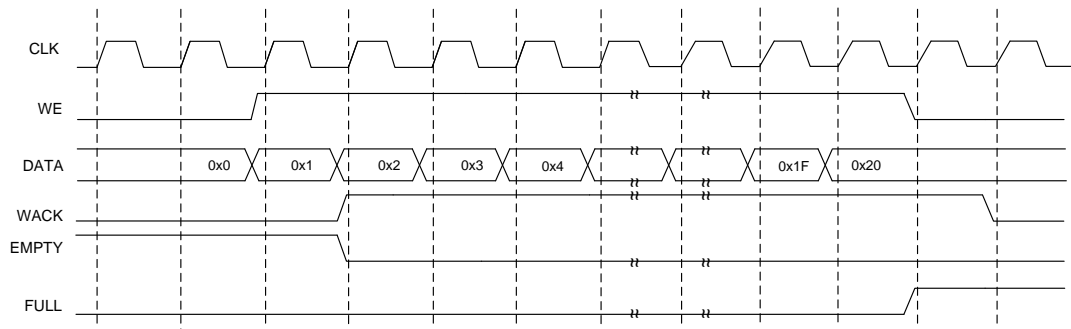 CLK
WE
DATA 0x0 0x1 0x2 0x3 0x4 0x1F 0x20
WACK
EMPTY
FULL